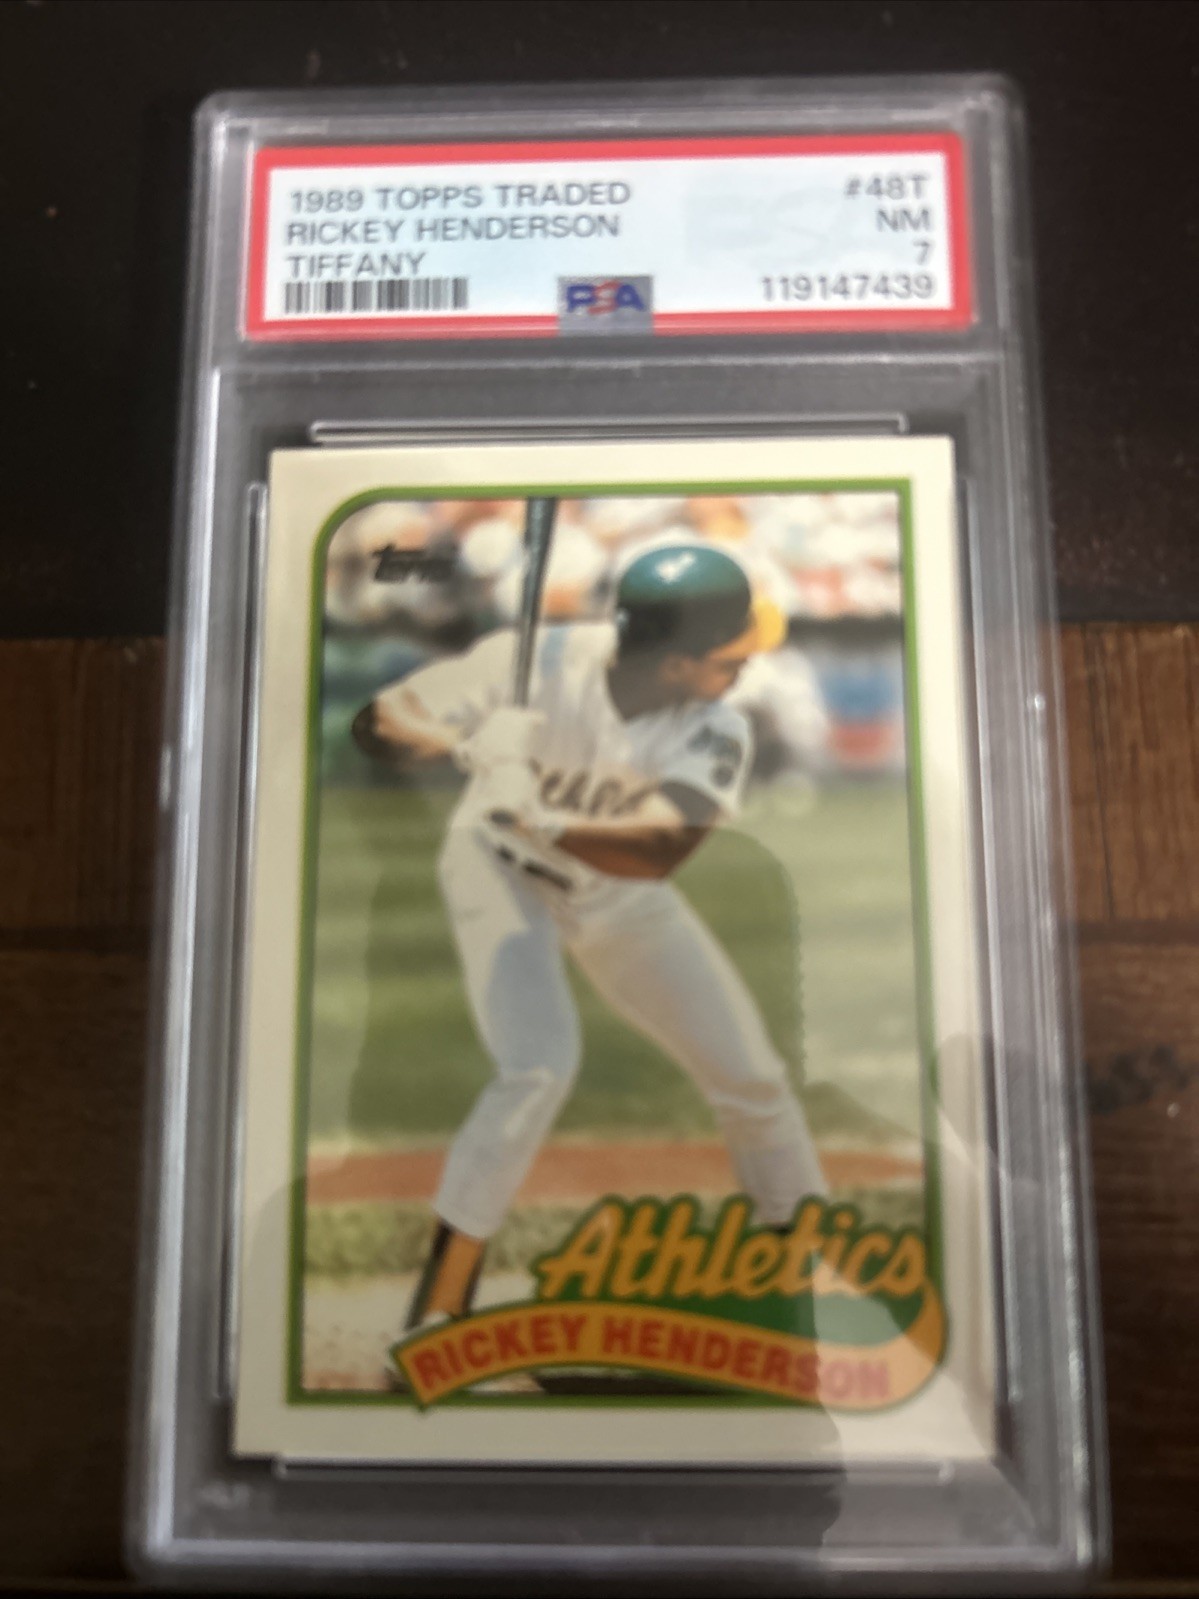 1989 TOPPS TRADED #48T
RICKEY HENDERSON NM
TIFFANY 7
PSA 119147439
topps
Athletics
RICKEY HENDERSON